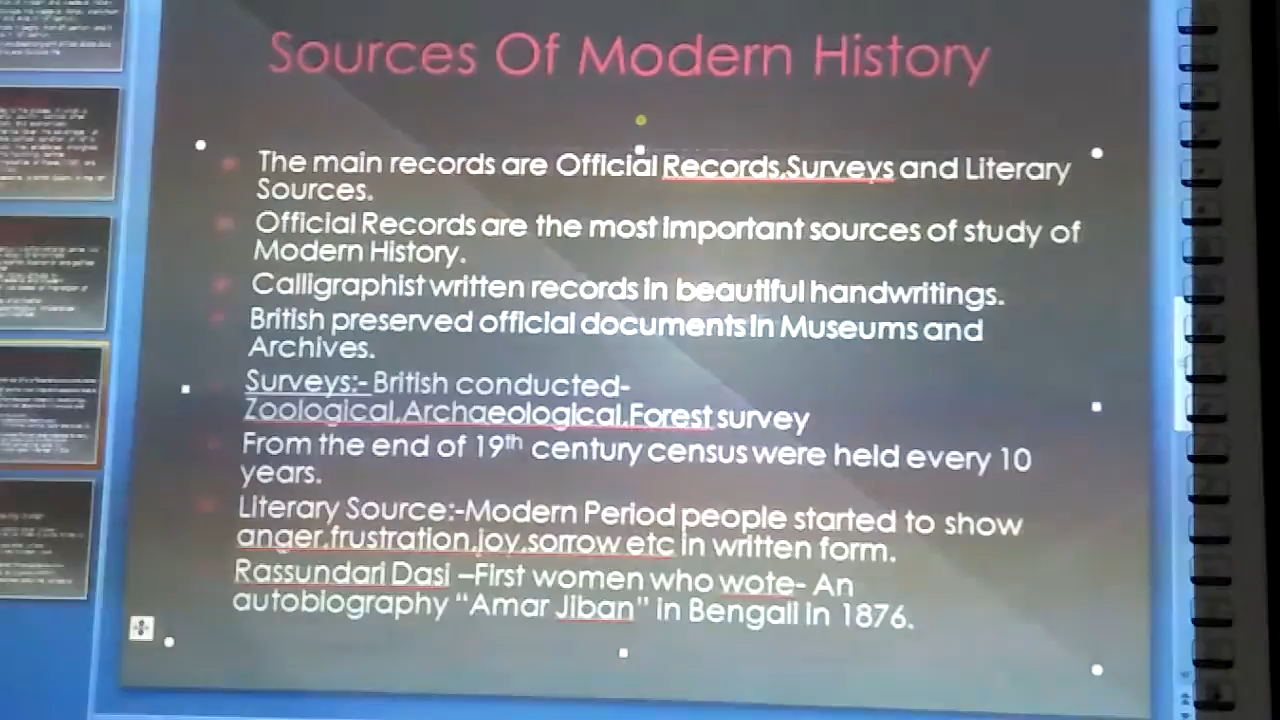 Sources Of Modern History
The main records are Official Records,Surveys and Literary
Sources.
Official Records are the most important sources of study of
Modern History.
Calligraphist written records in beautiful handwritings.
British preserved official documents in Museums and
Archives.
Surveys:- British conducted-
Zoological,Archaeological,Forest survey
From the end of 19th century census were held every 10
years.
Literary Source:-Modern Period people started to show
anger,frustration,joy,sorrow etc in written form.
Rassundari Dasi –First women who wote- An
autobiography “Amar Jiban” in Bengali in 1876.